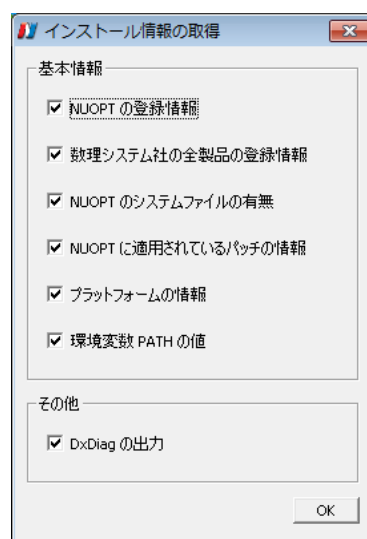 インストール情報の取得
基本情報
NUOPT の登録情報
数理システム社の全製品の登録情報
NUOPT のシステムファイルの有無
NUOPT に適用されているパッチの情報
プラットフォームの情報
環境変数 PATH の値
その他
DxDiag の出力
OK